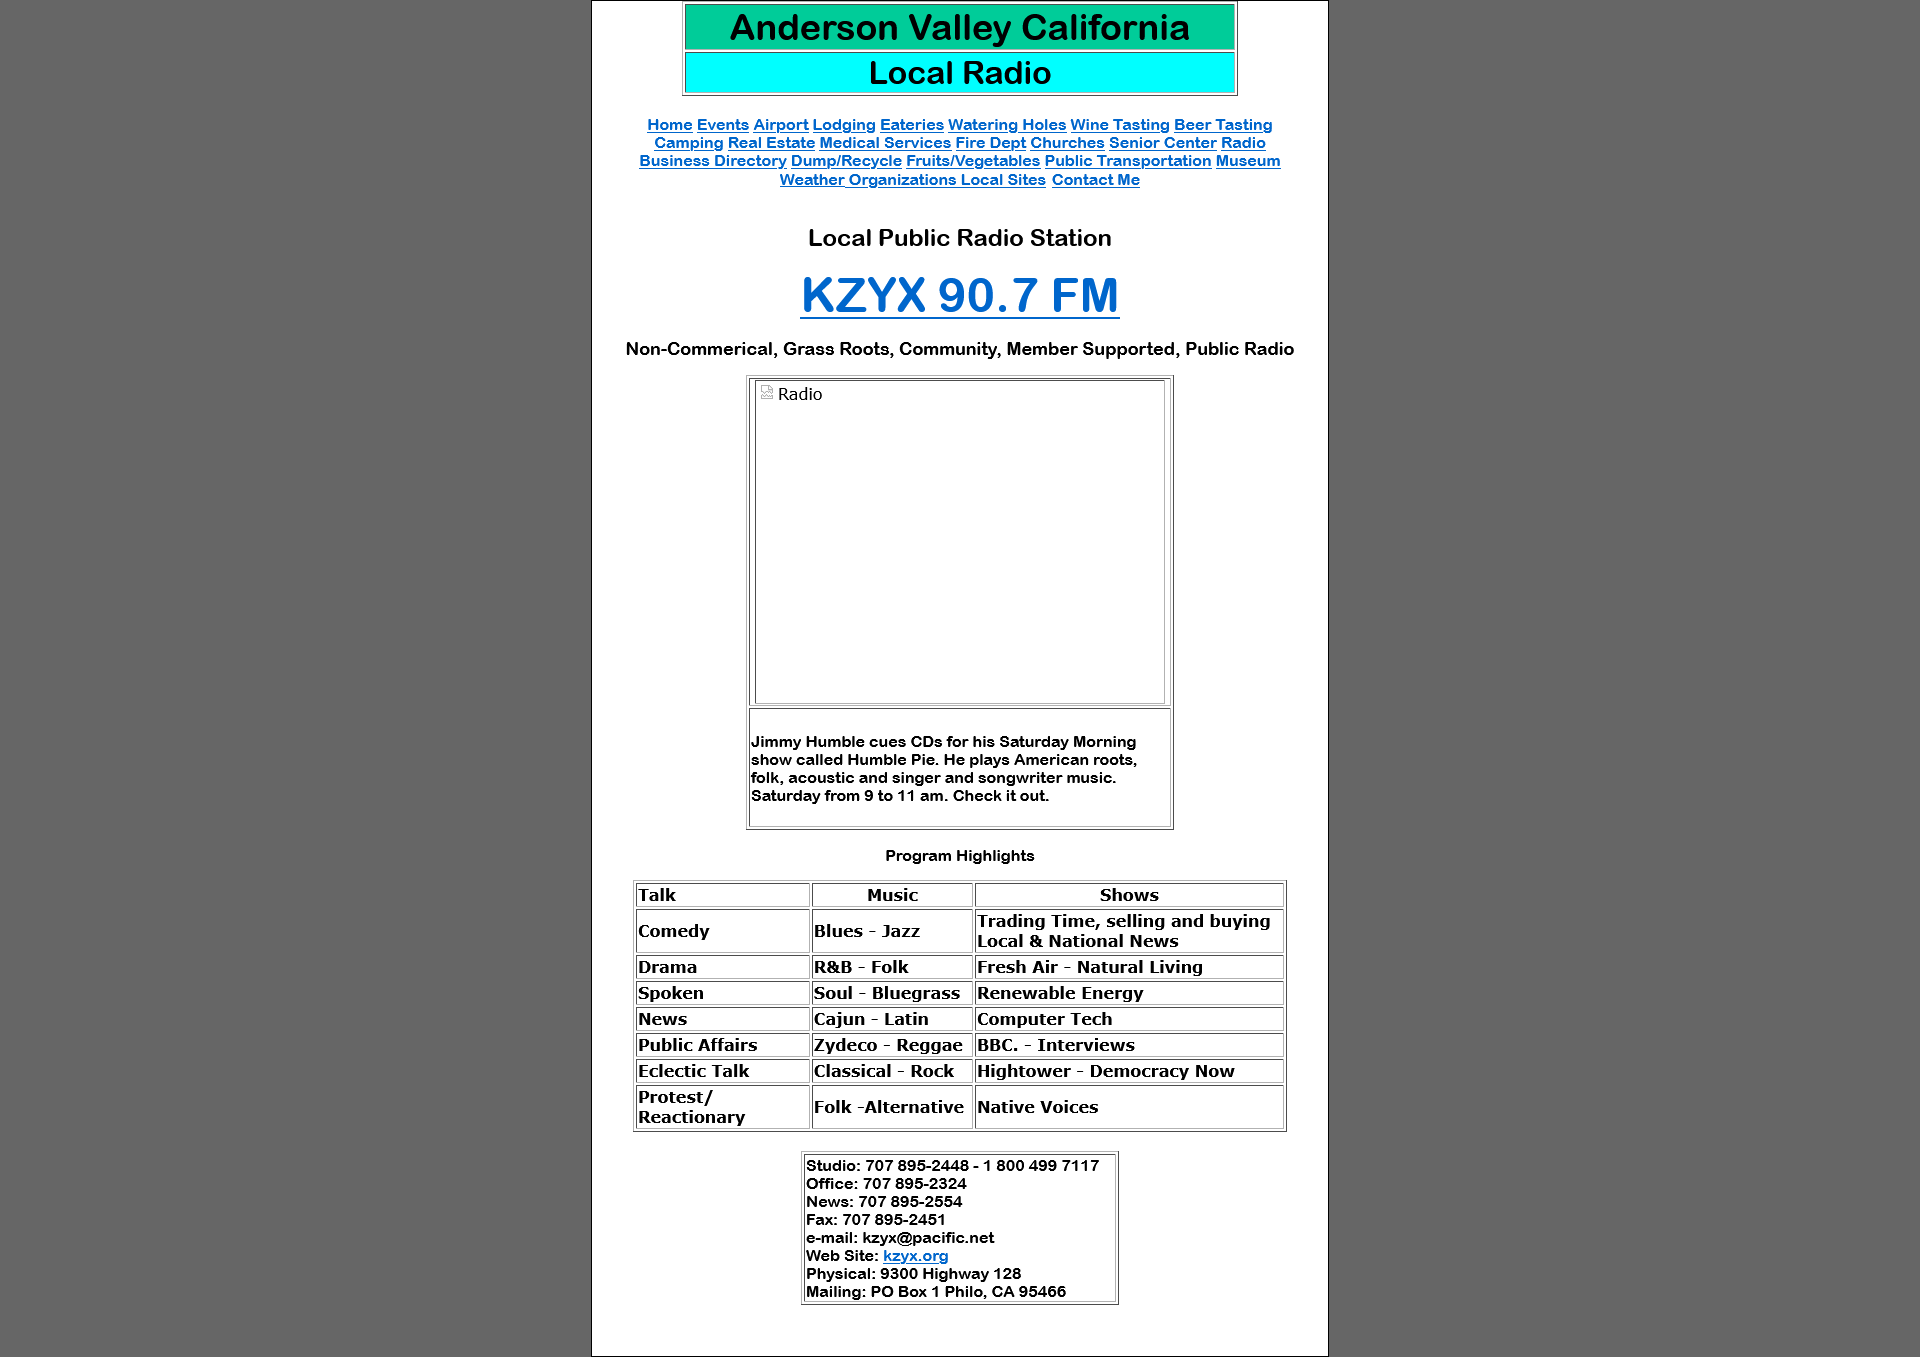 Anderson Valley California
Local Radio
Home Events Airport Lodging Eateries Watering Holes Wine Tasting Beer Tasting
Camping Real Estate Medical Services Fire Dept Churches Senior Center Radio
Business Directory Dump/Recycle Fruits/Vegetables Public Transportation Museum
Weather Organizations Local Sites Contact Me
Local Public Radio Station
KZYX 90.7 FM
Non-Commerical, Grass Roots, Community, Member Supported, Public Radio
Radio
Jimmy Humble cues CDs for his Saturday Morning
show called Humble Pie. He plays American roots,
folk, acoustic and singer and songwriter music.
Saturday from 9 to 11 am. Check it out.
Program Highlights
Talk Music Shows
Comedy Blues - Jazz Trading Time, selling and buying
Local & National News
Drama R&B - Folk Fresh Air - Natural Living
Spoken Soul - Bluegrass Renewable Energy
News Cajun - Latin Computer Tech
Public Affairs Zydeco - Reggae BBC. - Interviews
Eclectic Talk Classical - Rock Hightower - Democracy Now
Protest/
Reactionary Folk -Alternative Native Voices
Studio: 707 895-2448 - 1 800 499 7117
Office: 707 895-2324
News: 707 895-2554
Fax: 707 895-2451
e-mail: kzyx@pacific.net
Web Site: kzyx.org
Physical: 9300 Highway 128
Mailing: PO Box 1 Philo, CA 95466